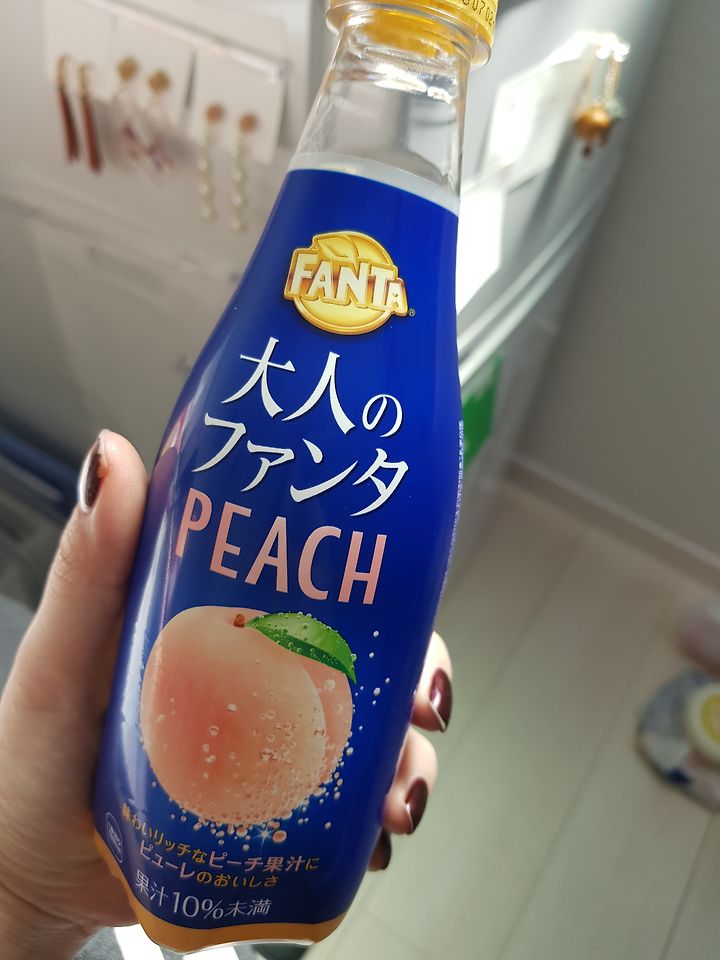 FANTA
大人の
ファンタ
PEACH
味わいリッチなピーチ果汁に
ピューレのおいしさ
果汁10%未満